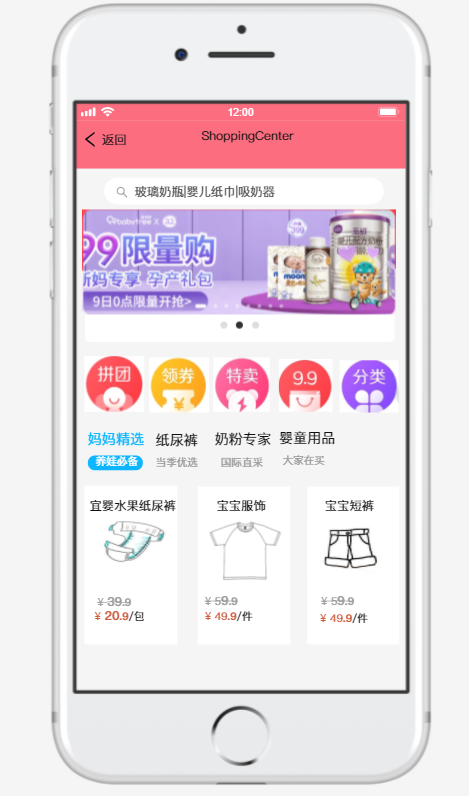 12:00
返回
ShoppingCenter
玻璃奶瓶|婴儿纸巾|吸奶器
babytree X
99限量购
新妈专享 孕产礼包
9日0点限量开抢>
拼团
领券
特卖
9.9
分类
妈妈精选
纸尿裤
奶粉专家
婴童用品
养娃必备
当季优选
国际直采
大家在买
宜婴水果纸尿裤
宝宝服饰
宝宝短裤
¥ 39.9
¥ 59.9
¥ 59.9
¥ 20.9/包
¥ 49.9/件
¥ 49.9/件